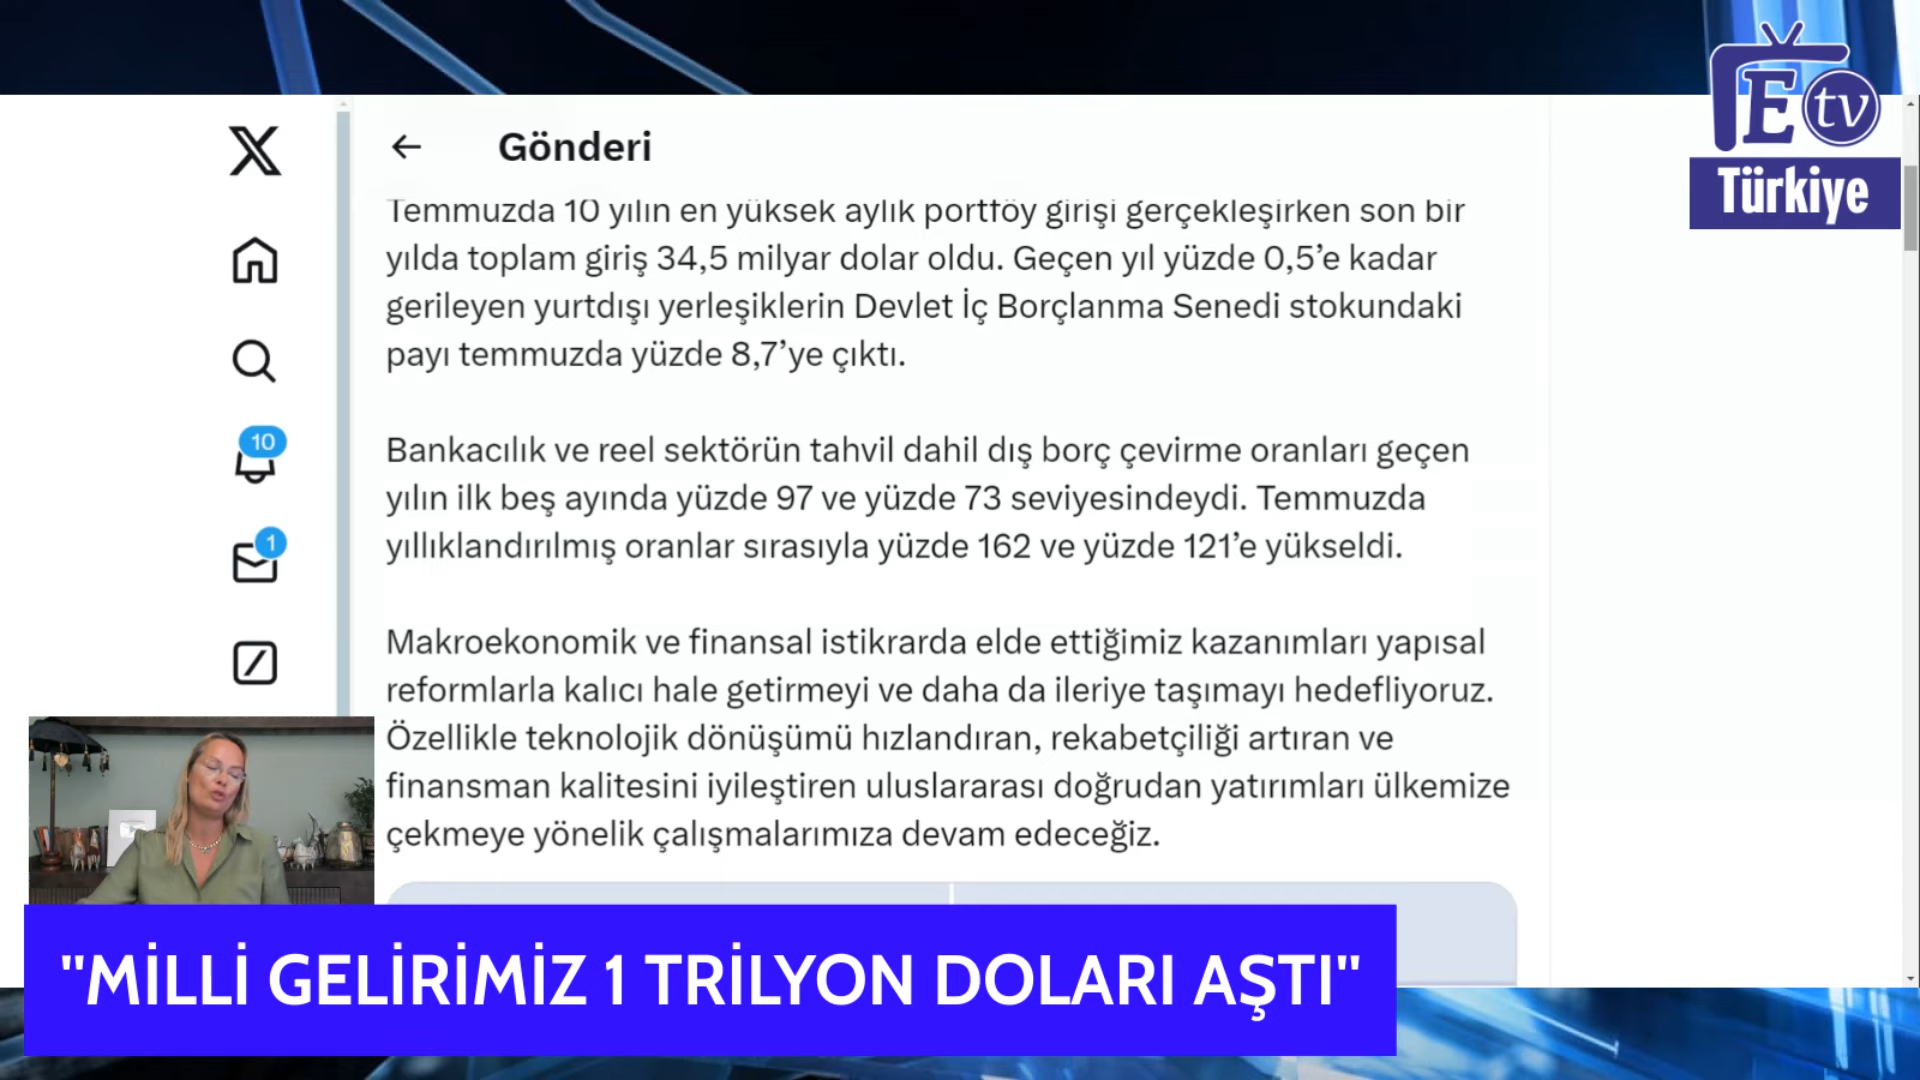 Gönderi
Temmuzda 10 yılın en yüksek aylık portföy girişi gerçekleşirken son bir
yılda toplam giriş 34,5 milyar dolar oldu. Geçen yıl yüzde 0,5’e kadar
gerileyen yurtdışı yerleşiklerin Devlet İç Borçlanma Senedi stokundaki
payı temmuzda yüzde 8,7’ye çıktı.
Bankacılık ve reel sektörün tahvil dahil dış borç çevirme oranları geçen
yılın ilk beş ayında yüzde 97 ve yüzde 73 seviyesindeydi. Temmuzda
yıllıklandırılmış oranlar sırasıyla yüzde 162 ve yüzde 121’e yükseldi.
Makroekonomik ve finansal istikrarda elde ettiğimiz kazanımları yapısal
reformlarla kalıcı hale getirmeyi ve daha da ileriye taşımayı hedefliyoruz.
Özellikle teknolojik dönüşümü hızlandıran, rekabetçiliği artıran ve
finansman kalitesini iyileştiren uluslararası doğrudan yatırımları ülkemize
çekmeye yönelik çalışmalarımıza devam edeceğiz.
10
1
E tv
Türkiye
"MİLLİ GELİRİMİZ 1 TRİLYON DOLARI AŞTI"